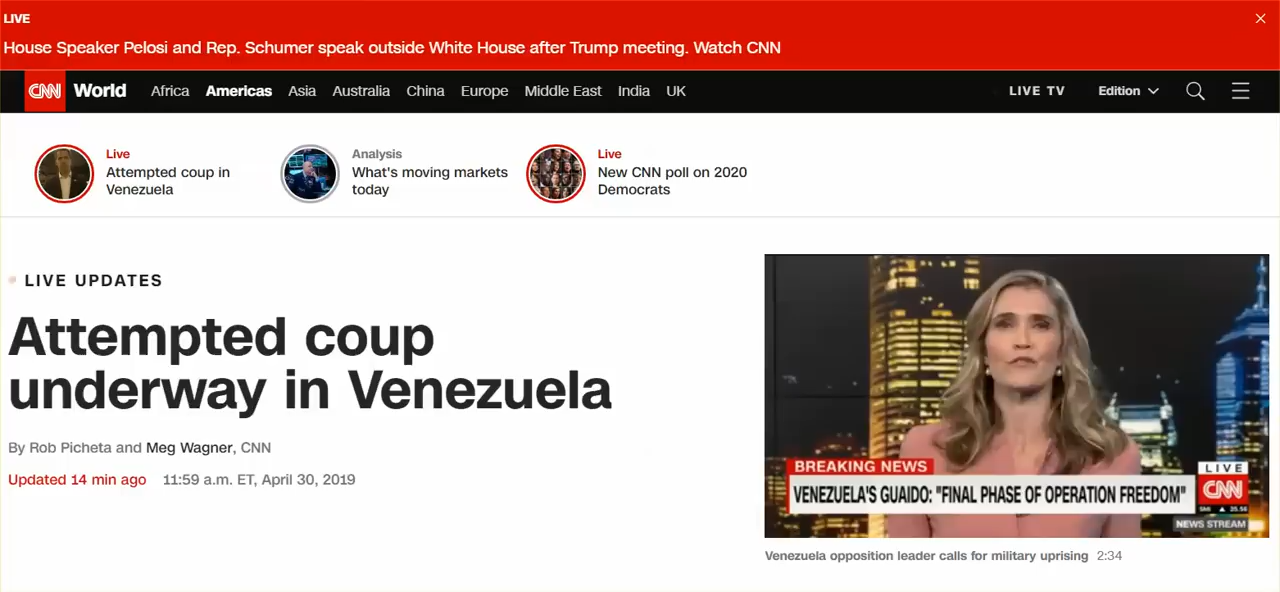 LIVE
House Speaker Pelosi and Rep. Schumer speak outside White House after Trump meeting. Watch CNN
CNN World Africa Americas Asia Australia China Europe Middle East India UK LIVE TV Edition
Live
Attempted coup in
Venezuela
Analysis
What's moving markets
today
Live
New CNN poll on 2020
Democrats
LIVE UPDATES
Attempted coup
underway in Venezuela
By Rob Picheta and Meg Wagner, CNN
Updated 14 min ago 11:59 a.m. ET, April 30, 2019
BREAKING NEWS
VENEZUELA'S GUAIDO: "FINAL PHASE OF OPERATION FREEDOM"
LIVE
CNN
SMI ▲ 35.56
NEWS STREAM
Venezuela opposition leader calls for military uprising 2:34